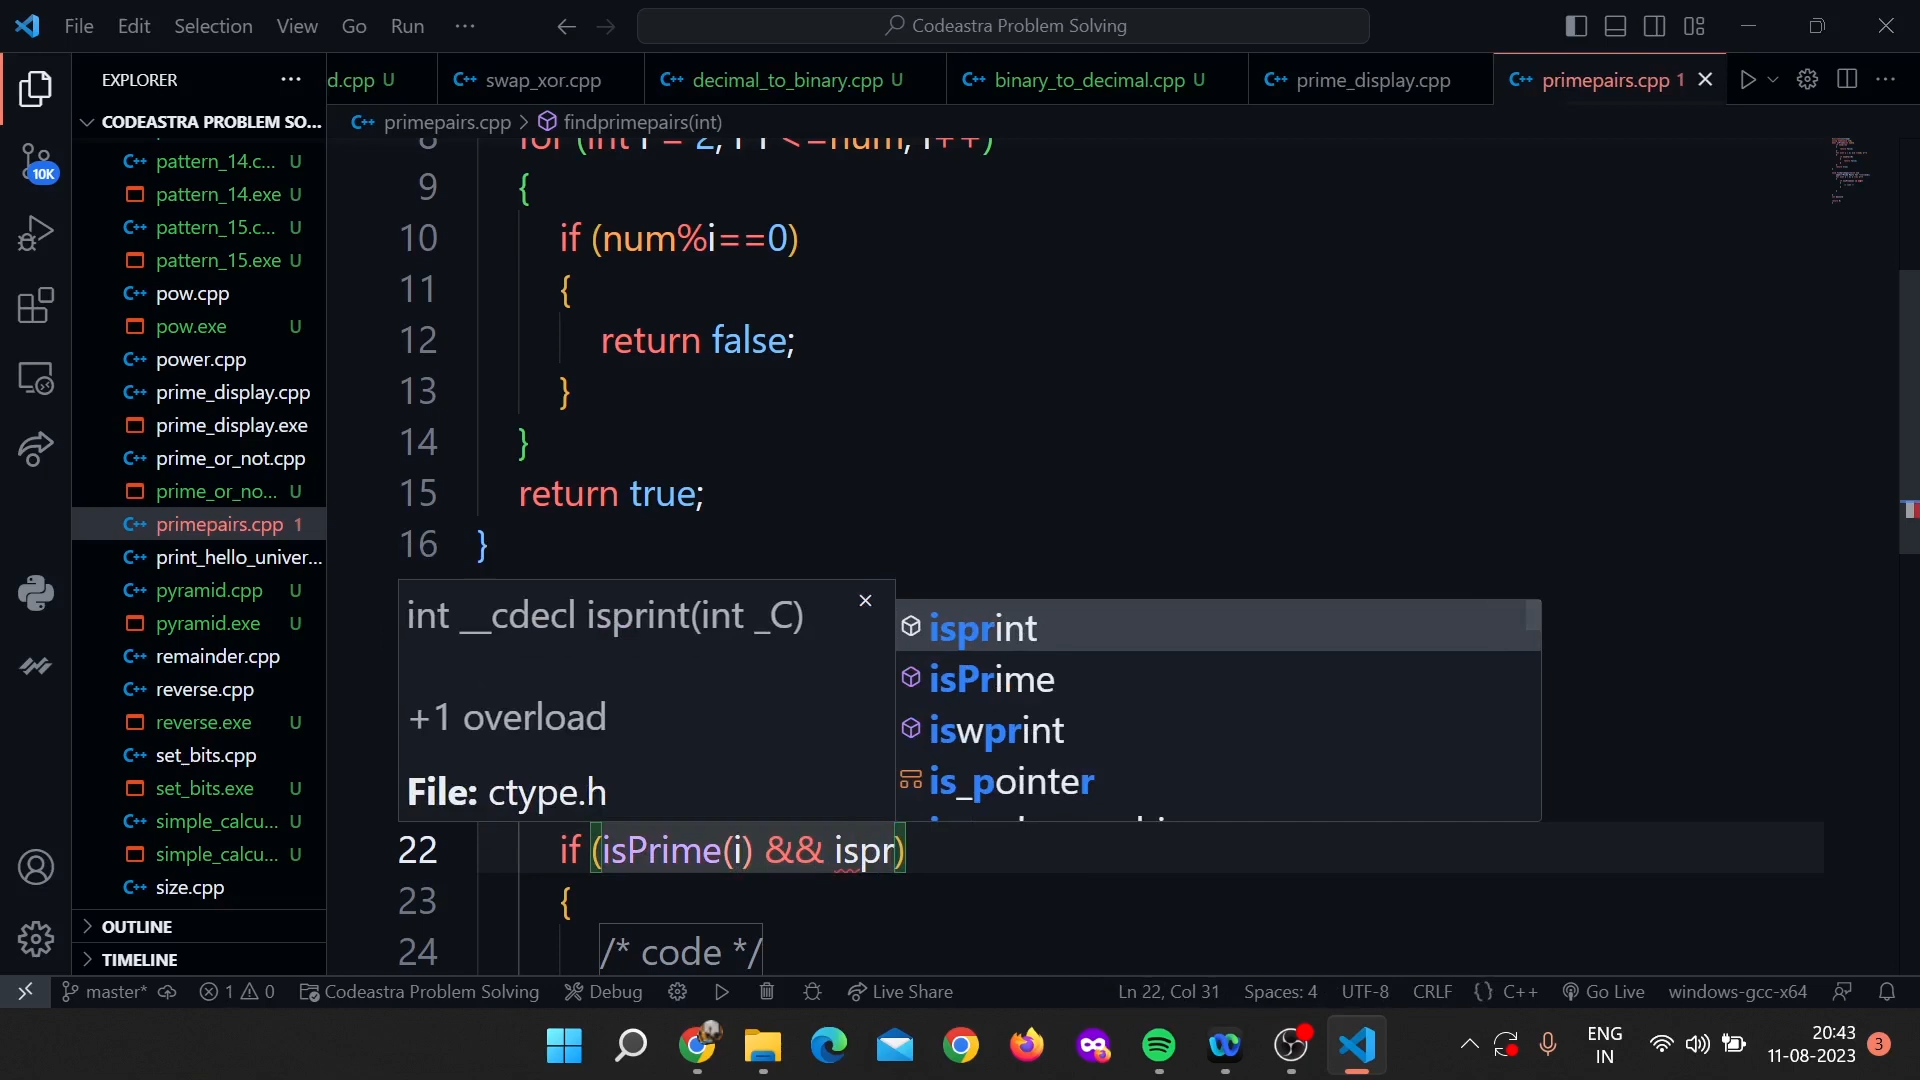 File Edit Selection View Go Run ···
Codeastra Problem Solving
EXPLORER ···
d.cpp U
swap_xor.cpp
decimal_to_binary.cpp U
binary_to_decimal.cpp U
prime_display.cpp
primepairs.cpp 1
CODEASTRA PROBLEM SO...
primepairs.cpp > findprimepairs(int)
10K
pattern_14.c... U
pattern_14.exe U
pattern_15.c... U
pattern_15.exe U
pow.cpp
pow.exe U
power.cpp
prime_display.cpp
prime_display.exe
prime_or_not.cpp
prime_or_no... U
primepairs.cpp 1
print_hello_univer...
pyramid.cpp U
pyramid.exe U
remainder.cpp
reverse.cpp
reverse.exe U
set_bits.cpp
set_bits.exe U
simple_calcu... U
simple_calcu... U
size.cpp
OUTLINE
TIMELINE
9 {
10 if (num%i==0)
11 {
12 return false;
13 }
14 }
15 return true;
16 }
int __cdecl isprint(int _C)
+1 overload
File: ctype.h
isprint
isPrime
iswprint
is_pointer
22 if (isPrime(i) && ispr)
23 {
24 /* code */
master* 1 0 Codeastra Problem Solving Debug Live Share
Ln 22, Col 31 Spaces: 4 UTF-8 CRLF {} C++ Go Live windows-gcc-x64
ENG
IN
20:43
11-08-2023
3